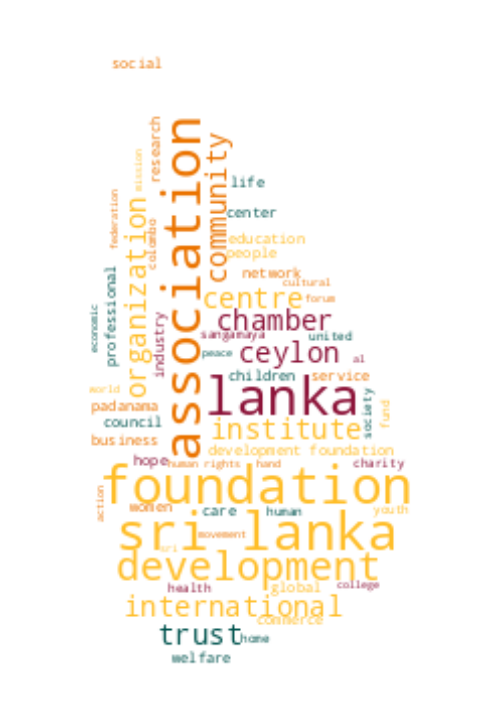 social
association
community
research
mission
life
federation
organization
center
colombo
education
people
professional
network
cultural
centre
forum
economic
chamber
industry
sangamaya
united
peace
ceylon
al
children
service
lanka
world
padanama
society
fund
council
institute
business
development foundation
hope
human rights
hand
charity
foundation
action
women
care
human
youth
sri lanka
movement
sri
development
health
global
college
international
commerce
trust
home
welfare